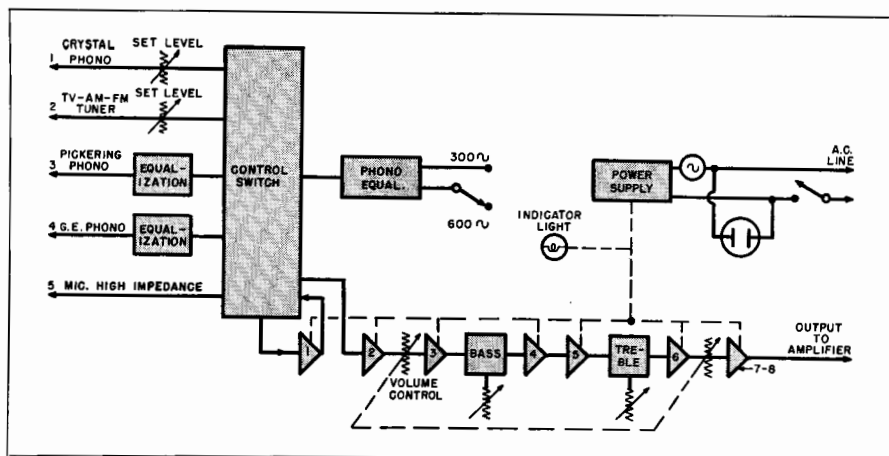 CRYSTAL
1 PHONO
SET LEVEL
2 TV-AM-FM
TUNER
SET LEVEL
3 PICKERING
PHONO
EQUAL-
IZATION
4 G.E. PHONO
EQUAL-
IZATION
5 MIC. HIGH IMPEDANCE
CONTROL
SWITCH
PHONO
EQUAL.
300~
600~
POWER
SUPPLY
A.C.
LINE
INDICATOR
LIGHT
1
2
VOLUME
CONTROL
3
BASS
4
5
TRE-
BLE
6
7-8
OUTPUT
TO
AMPLIFIER